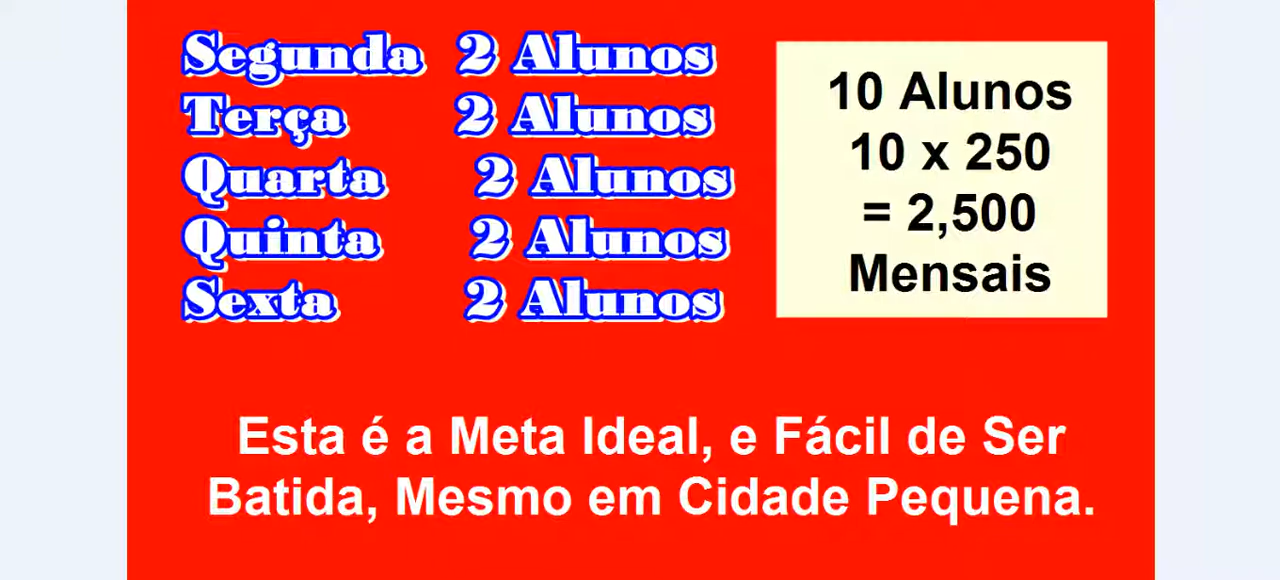 Segunda 2 Alunos
Terça 2 Alunos
Quarta 2 Alunos
Quinta 2 Alunos
Sexta 2 Alunos
10 Alunos
10 x 250
= 2,500
Mensais
Esta é a Meta Ideal, e Fácil de Ser
Batida, Mesmo em Cidade Pequena.